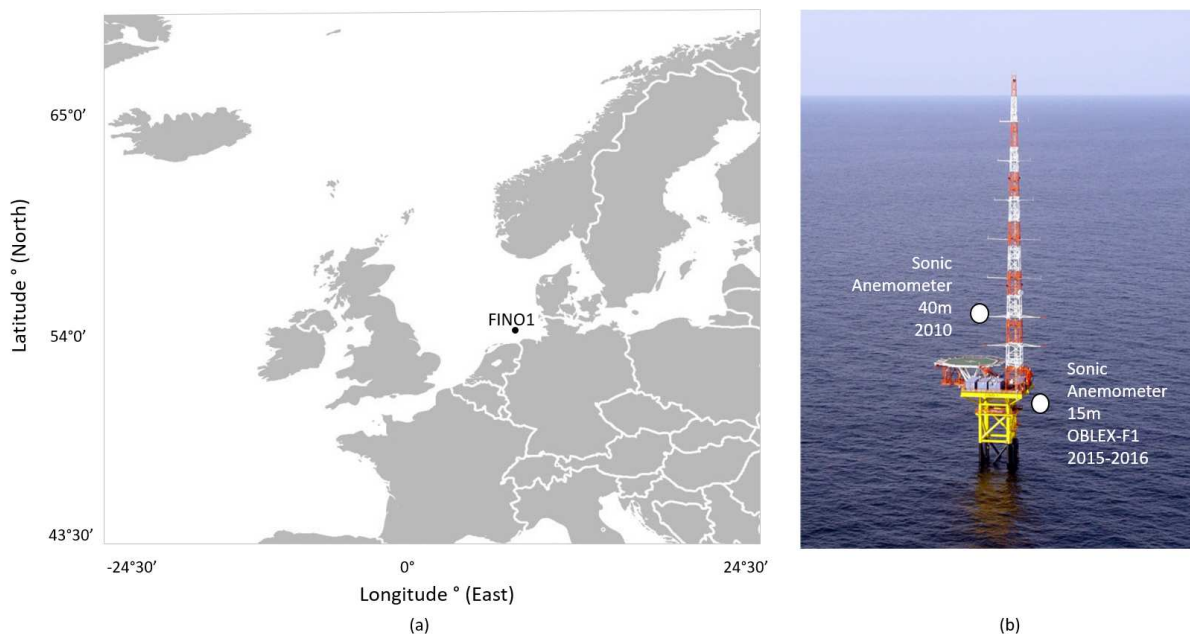 65°0′
54°0′
43°30′
Latitude ° (North)
FINO1
-24°30′
0°
24°30′
Longitude ° (East)
(a)
Sonic
Anemometer
40m
2010
Sonic
Anemometer
15m
OBLEX-F1
2015-2016
(b)